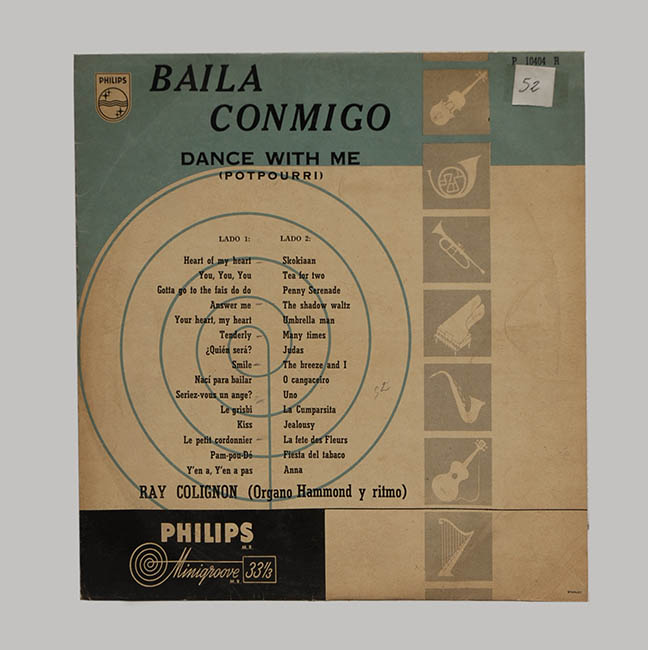 P 10404 R
52
PHILIPS
BAILA
CONMIGO
DANCE WITH ME
(POTPOURRI)
LADO 1:
Heart of my heart
You, You, You
Gotta go to the fais do do
Answer me
Your heart, my heart
Tenderly
¿Quién será?
Smile
Nací para bailar
Seriez-vous un ange?
Le grisbi
Kiss
Le petit cordonnier
Pam-pou-Dé
Y'en a, Y'en a pas
LADO 2:
Skokiaan
Tea for two
Penny Serenade
The shadow waltz
Umbrella man
Many times
Judas
The breeze and I
O cangaceiro
Uno
La Cumparsita
Jealousy
La fete des Fleurs
Fiesta del tabaco
Anna
RAY COLIGNON (Organo Hammond y ritmo)
PHILIPS
M. R.
Minigroove 33⅓
M. R.